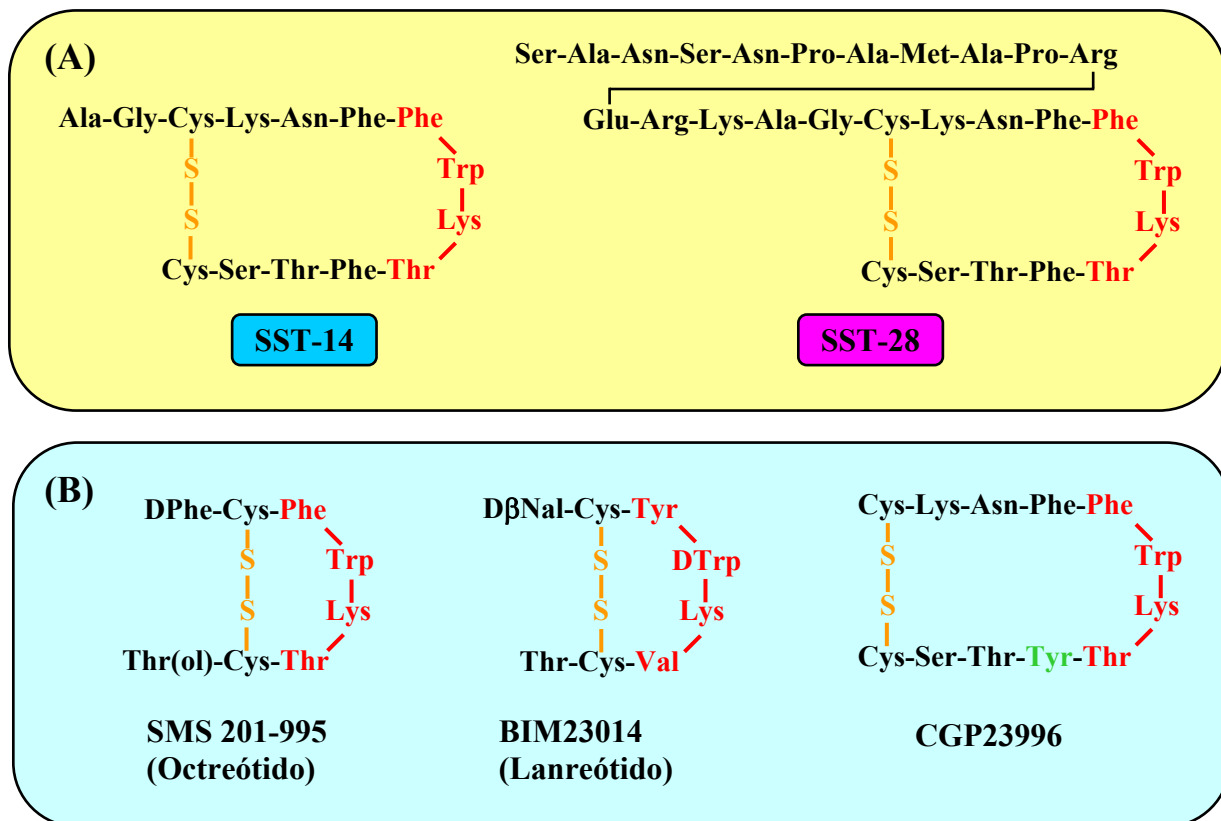 (A)
Ser-Ala-Asn-Ser-Asn-Pro-Ala-Met-Ala-Pro-Arg
Ala-Gly-Cys-Lys-Asn-Phe-Phe
Glu-Arg-Lys-Ala-Gly-Cys-Lys-Asn-Phe-Phe
S
Trp
S
Trp
S
Lys
S
Lys
Cys-Ser-Thr-Phe-Thr
Cys-Ser-Thr-Phe-Thr
SST-14
SST-28
(B)
DPhe-Cys-Phe
DβNal-Cys-Tyr
Cys-Lys-Asn-Phe-Phe
S
Trp
S
DTrp
S
Trp
S
Lys
S
Lys
S
Lys
Thr(ol)-Cys-Thr
Thr-Cys-Val
Cys-Ser-Thr-Tyr-Thr
SMS 201-995
(Octreótido)
BIM23014
(Lanreótido)
CGP23996